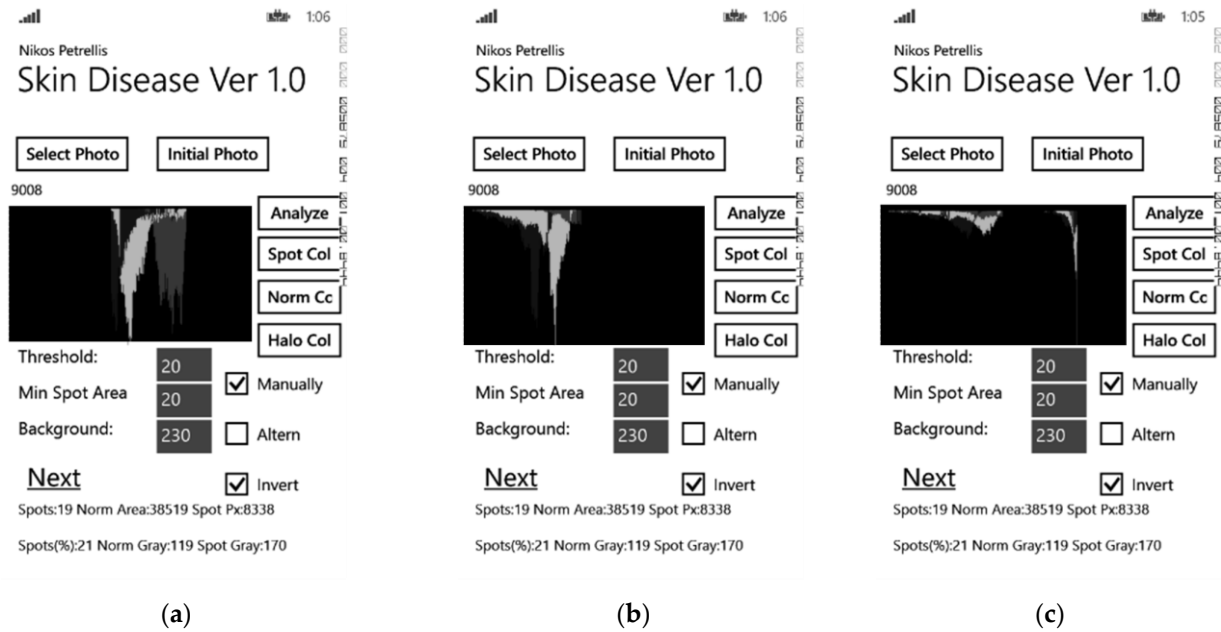 1:06
Nikos Petrellis
Skin Disease Ver 1.0
Select Photo
Initial Photo
9008
Analyze
Spot Col
Norm Cc
Halo Col
Threshold:
20
Manually
Min Spot Area
20
Background:
230
Altern
Next
Invert
Spots:19 Norm Area:38519 Spot Px:8338
Spots(%):21 Norm Gray:119 Spot Gray:170
(a)
1:06
Nikos Petrellis
Skin Disease Ver 1.0
Select Photo
Initial Photo
9008
Analyze
Spot Col
Norm Cc
Halo Col
Threshold:
20
Manually
Min Spot Area
20
Background:
230
Altern
Next
Invert
Spots:19 Norm Area:38519 Spot Px:8338
Spots(%):21 Norm Gray:119 Spot Gray:170
(b)
1:05
Nikos Petrellis
Skin Disease Ver 1.0
Select Photo
Initial Photo
9008
Analyze
Spot Col
Norm Cc
Halo Col
Threshold:
20
Manually
Min Spot Area
20
Background:
230
Altern
Next
Invert
Spots:19 Norm Area:38519 Spot Px:8338
Spots(%):21 Norm Gray:119 Spot Gray:170
(c)